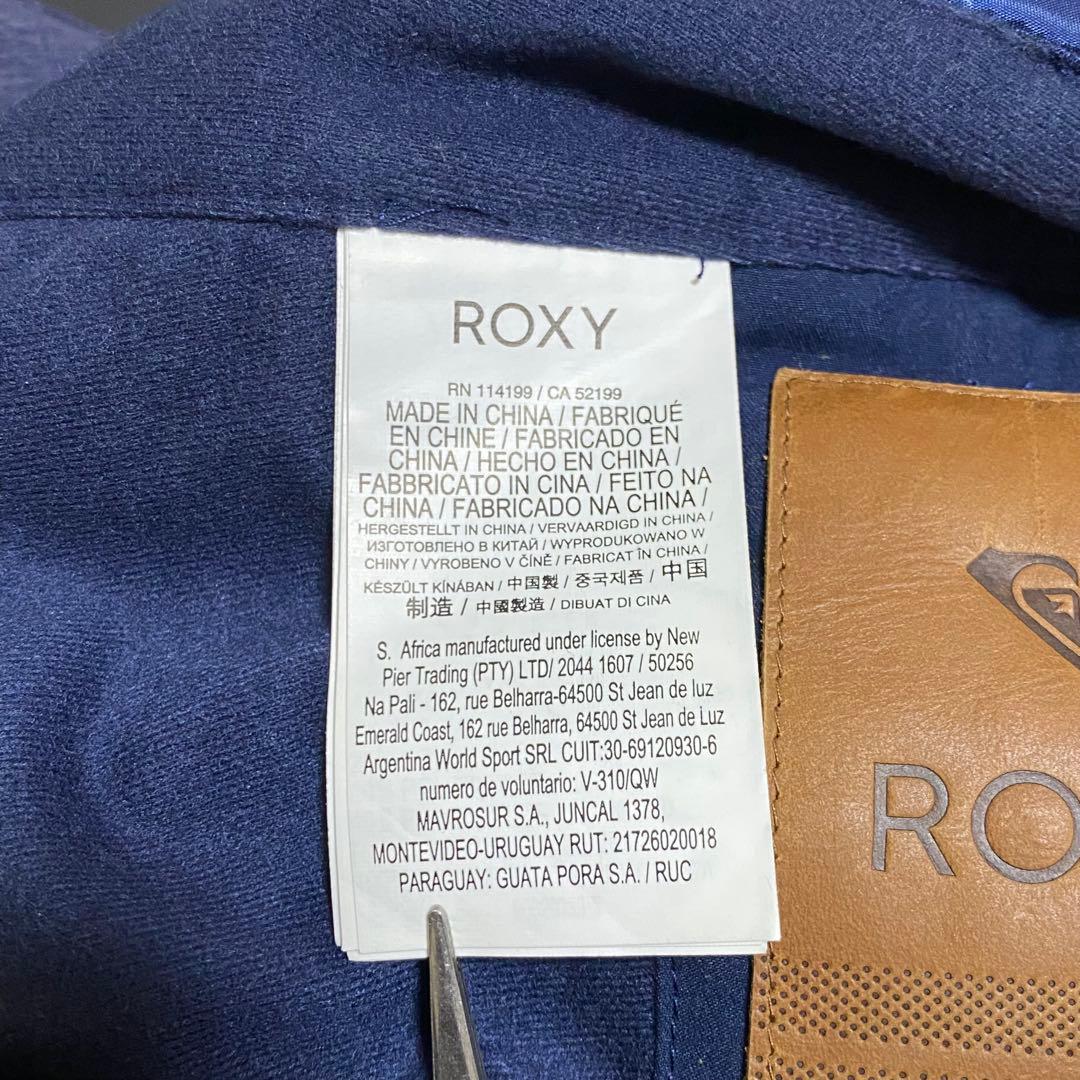 ROXY
RN 114199 / CA 52199
MADE IN CHINA / FABRIQUÉ
EN CHINE / FABRICADO EN
CHINA / HECHO EN CHINA /
FABBRICATO IN CINA / FEITO NA
CHINA / FABRICADO NA CHINA /
HERGESTELLT IN CHINA / VERVAARDIGD IN CHINA /
ИЗГОТОВЛЕНО В КИТАЙ / WYPRODUKOWANO W
CHINY / VYROBENO V ČÍNĚ / FABRICAT ÎN CHINA /
KÉSZÜLT KÍNÁBAN / 中国製 / 중국제품 / 中国
制造 / 中國製造 / DIBUAT DI CINA
S. Africa manufactured under license by New
Pier Trading (PTY) LTD/ 2044 1607 / 50256
Na Pali - 162, rue Belharra-64500 St Jean de luz
Emerald Coast, 162 rue Belharra, 64500 St Jean de Luz
Argentina World Sport SRL CUIT:30-69120930-6
numero de voluntario: V-310/QW
MAVROSUR S.A., JUNCAL 1378,
MONTEVIDEO-URUGUAY RUT: 21726020018
PARAGUAY: GUATA PORA S.A. / RUC
RO